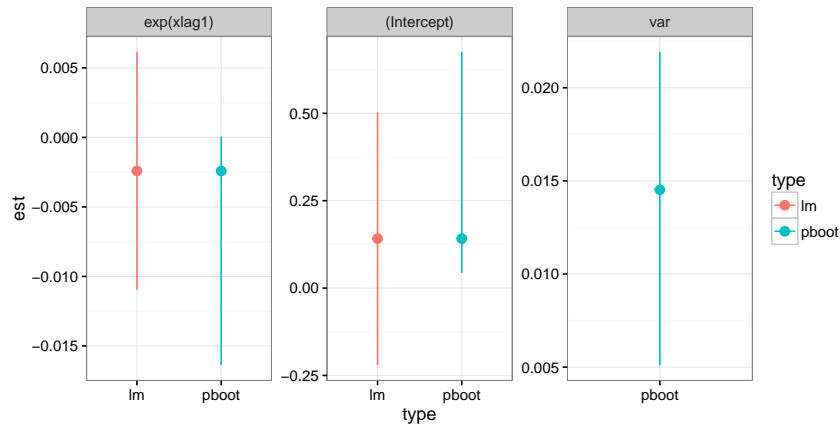 exp(xlag1)
(Intercept)
var
est
0.005
0.000
−0.005
−0.010
−0.015
0.50
0.25
0.00
−0.25
0.020
0.015
0.010
0.005
lm
pboot
lm
pboot
pboot
type
type
lm
pboot